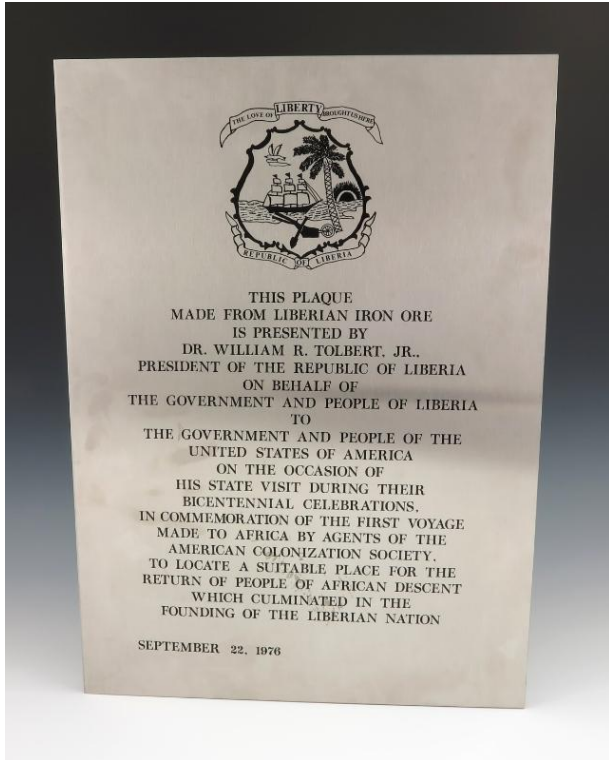 THE LOVE OF LIBERTY BROUGHT US HERE
REPUBLIC OF LIBERIA
THIS PLAQUE
MADE FROM LIBERIAN IRON ORE
IS PRESENTED BY
DR. WILLIAM R. TOLBERT, JR.,
PRESIDENT OF THE REPUBLIC OF LIBERIA
ON BEHALF OF
THE GOVERNMENT AND PEOPLE OF LIBERIA
TO
THE GOVERNMENT AND PEOPLE OF THE
UNITED STATES OF AMERICA
ON THE OCCASION OF
HIS STATE VISIT DURING THEIR
BICENTENNIAL CELEBRATIONS,
IN COMMEMORATION OF THE FIRST VOYAGE
MADE TO AFRICA BY AGENTS OF THE
AMERICAN COLONIZATION SOCIETY,
TO LOCATE A SUITABLE PLACE FOR THE
RETURN OF PEOPLE OF AFRICAN DESCENT
WHICH CULMINATED IN THE
FOUNDING OF THE LIBERIAN NATION
SEPTEMBER 22, 1976